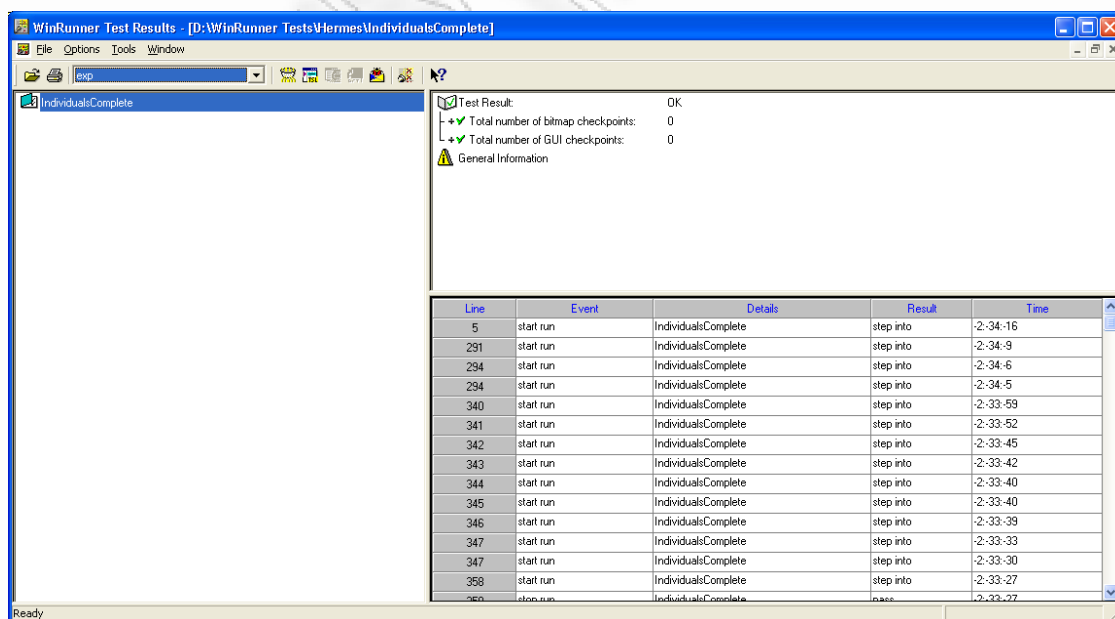 WinRunner Test Results - [D:\WinRunner Tests\Hermes\IndividualsComplete]
File Options Tools Window
exp
IndividualsComplete
Test Result: OK
Total number of bitmap checkpoints: 0
Total number of GUI checkpoints: 0
General Information
Line Event Details Result Time
5 start run IndividualsComplete step into -2:-34:-16
291 start run IndividualsComplete step into -2:-34:-9
294 start run IndividualsComplete step into -2:-34:-6
294 start run IndividualsComplete step into -2:-34:-5
340 start run IndividualsComplete step into -2:-33:-59
341 start run IndividualsComplete step into -2:-33:-52
342 start run IndividualsComplete step into -2:-33:-45
343 start run IndividualsComplete step into -2:-33:-42
344 start run IndividualsComplete step into -2:-33:-40
345 start run IndividualsComplete step into -2:-33:-40
346 start run IndividualsComplete step into -2:-33:-39
347 start run IndividualsComplete step into -2:-33:-33
347 start run IndividualsComplete step into -2:-33:-30
358 start run IndividualsComplete step into -2:-33:-27
stop run IndividualsComplete pass -2:-33:-27
Ready